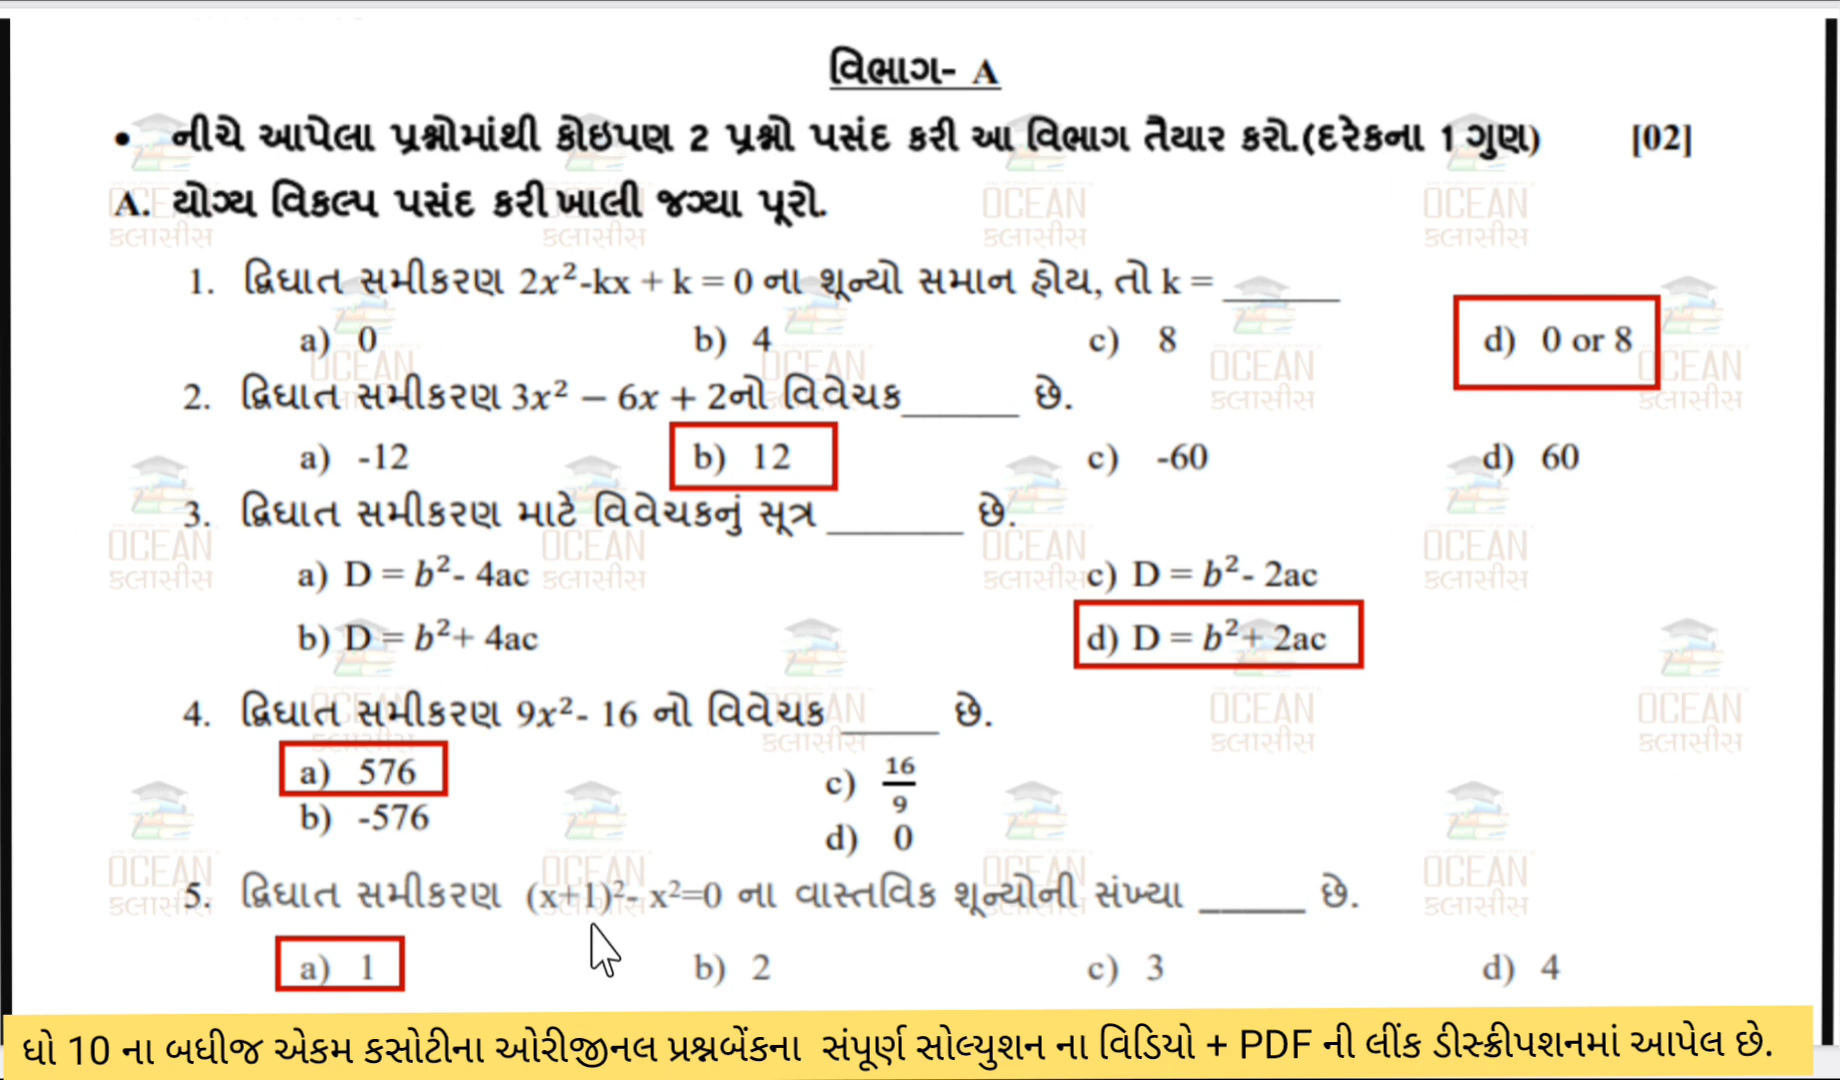 વિભાગ- A
• નીચે આપેલા પ્રશ્નોમાંથી કોઇપણ 2 પ્રશ્નો પસંદ કરી આ વિભાગ તૈયાર કરો.(દરેકના 1 ગુણ) [02]
A. યોગ્ય વિકલ્પ પસંદ કરી ખાલી જગ્યા પૂરો.
1. દ્વિઘાત સમીકરણ 2x²-kx + k = 0 ના શૂન્યો સમાન હોય, તો k = ______
a) 0 b) 4 c) 8 d) 0 or 8
2. દ્વિઘાત સમીકરણ 3x² − 6x + 2નો વિવેચક______ છે.
a) -12 b) 12 c) -60 d) 60
3. દ્વિઘાત સમીકરણ માટે વિવેચકનું સૂત્ર _______ છે.
a) D = b²- 4ac c) D = b²- 2ac
b) D = b²+ 4ac d) D = b²+ 2ac
4. દ્વિઘાત સમીકરણ 9x²- 16 નો વિવેચક_____ છે.
a) 576 c) 16/9
b) -576 d) 0
5. દ્વિઘાત સમીકરણ (x+1)²- x²=0 ના વાસ્તવિક શૂન્યોની સંખ્યા _____ છે.
a) 1 b) 2 c) 3 d) 4
ધો 10 ના બધીજ એકમ કસોટીના ઓરીજીનલ પ્રશ્નબેંકના સંપૂર્ણ સોલ્યુશન ના વિડિયો + PDF ની લીંક ડીસ્ક્રીપશનમાં આપેલ છે.
OCEAN
કલાસીસ